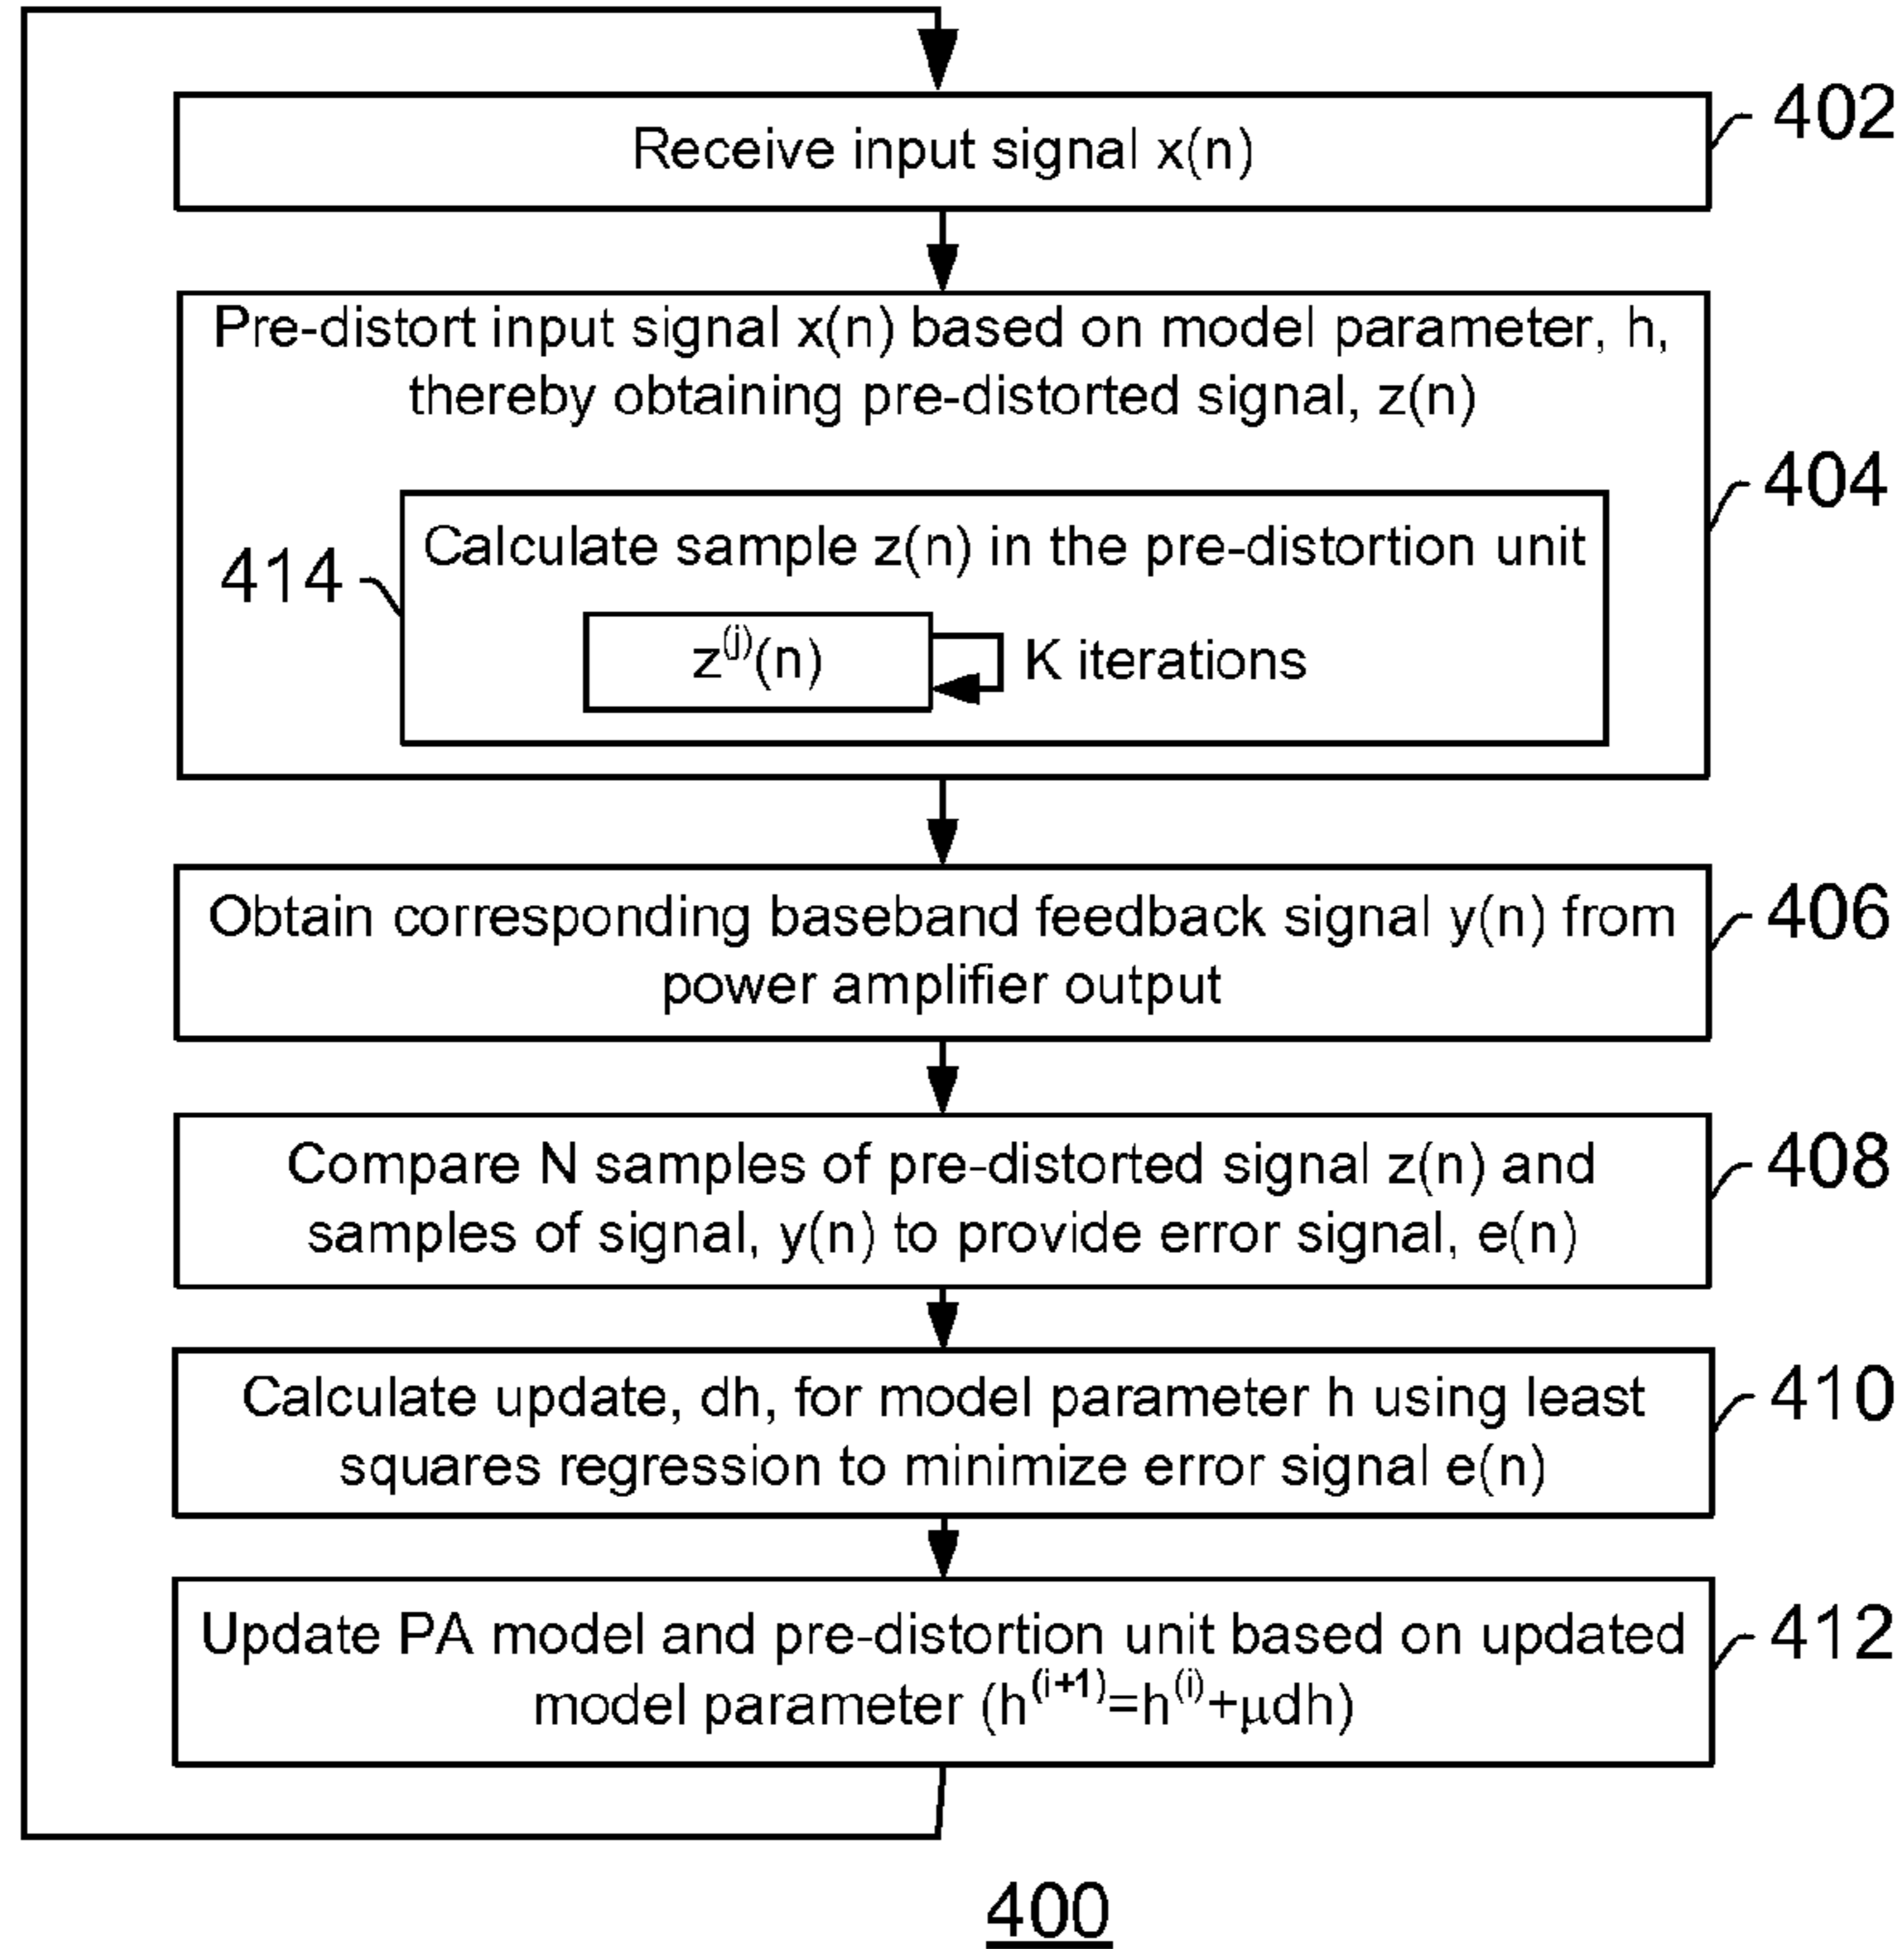 Receive input signal x(n)
402
Pre-distort input signal x(n) based on model parameter, h,
thereby obtaining pre-distorted signal, z(n)
404
414
Calculate sample z(n) in the pre-distortion unit
z(j)(n)
K iterations
Obtain corresponding baseband feedback signal y(n) from
power amplifier output
406
Compare N samples of pre-distorted signal z(n) and
samples of signal, y(n) to provide error signal, e(n)
408
Calculate update, dh, for model parameter h using least
squares regression to minimize error signal e(n)
410
Update PA model and pre-distortion unit based on updated
model parameter (h(i+1)=h(i)+μdh)
412
400